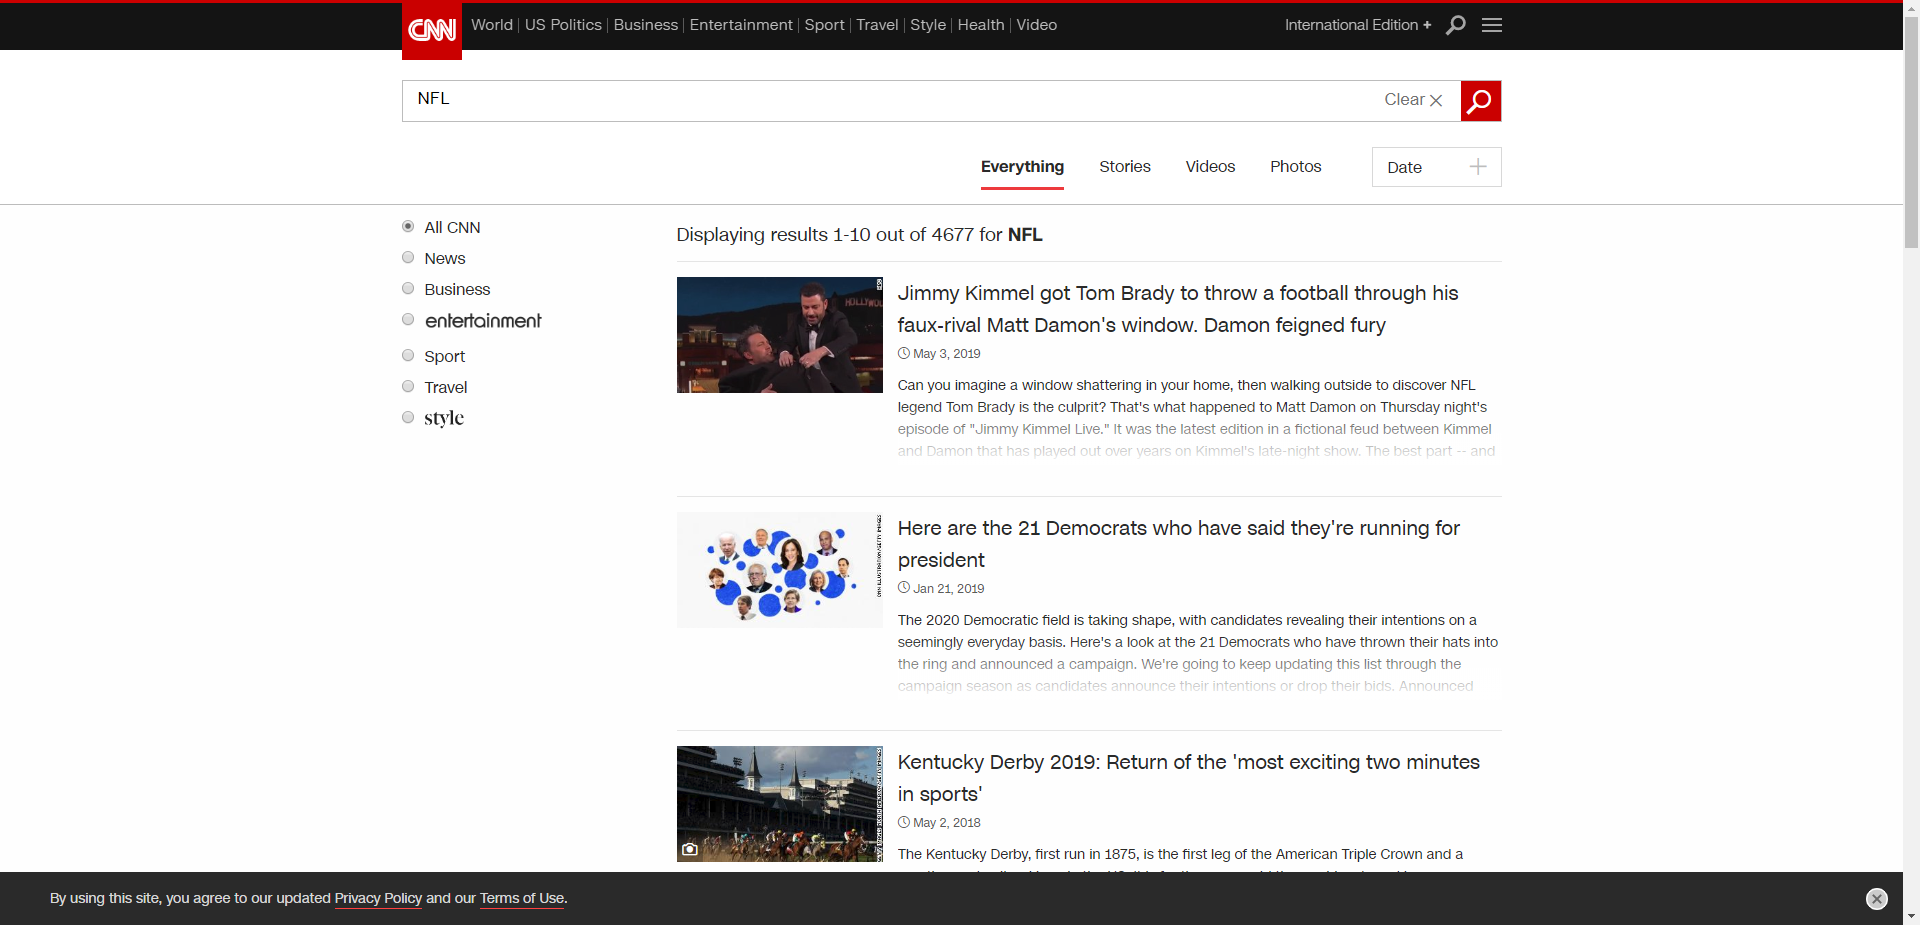 CNN
World
US Politics
Business
Entertainment
Sport
Travel
Style
Health
Video
International Edition +
NFL
Clear
Everything
Stories
Videos
Photos
Date
All CNN
News
Business
entertainment
Sport
Travel
style
Displaying results 1-10 out of 4677 for NFL
HOLLYWO
Jimmy Kimmel got Tom Brady to throw a football through his
faux-rival Matt Damon's window. Damon feigned fury
May 3, 2019
Can you imagine a window shattering in your home, then walking outside to discover NFL
legend Tom Brady is the culprit? That's what happened to Matt Damon on Thursday night's
episode of "Jimmy Kimmel Live." It was the latest edition in a fictional feud between Kimmel
and Damon that has played out over years on Kimmel's late-night show. The best part -- and
CNN ILLUSTRATION/GETTY IMAGES
Here are the 21 Democrats who have said they're running for
president
Jan 21, 2019
The 2020 Democratic field is taking shape, with candidates revealing their intentions on a
seemingly everyday basis. Here's a look at the 21 Democrats who have thrown their hats into
the ring and announced a campaign. We're going to keep updating this list through the
campaign season as candidates announce their intentions or drop their bids. Announced
Kentucky Derby 2019: Return of the 'most exciting two minutes
in sports'
May 2, 2018
The Kentucky Derby, first run in 1875, is the first leg of the American Triple Crown and a
By using this site, you agree to our updated Privacy Policy and our Terms of Use.